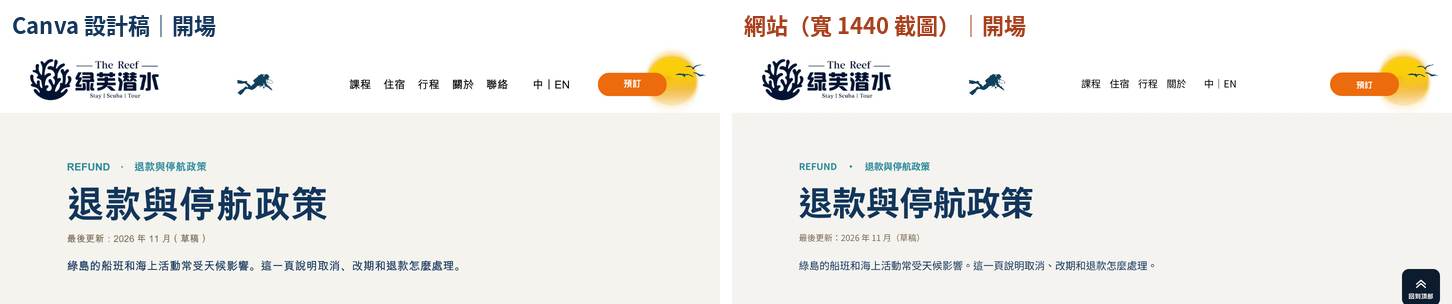 Canva 設計稿｜開場
The Reef
绿芙潜水
Stay | Scuba | Tour
課程 住宿 行程 關於 聯絡 中 | EN
預訂
REFUND · 退款與停航政策
退款與停航政策
最後更新：2026 年 11 月（草稿）
綠島的船班和海上活動常受天候影響。這一頁說明取消、改期和退款怎麼處理。
網站（寬 1440 截圖）｜開場
The Reef
绿芙潜水
Stay | Scuba | Tour
課程 住宿 行程 關於 中 | EN
預訂
REFUND • 退款與停航政策
退款與停航政策
最後更新：2026 年 11 月（草稿）
綠島的船班和海上活動常受天候影響。這一頁說明取消、改期和退款怎麼處理。
回到頂部